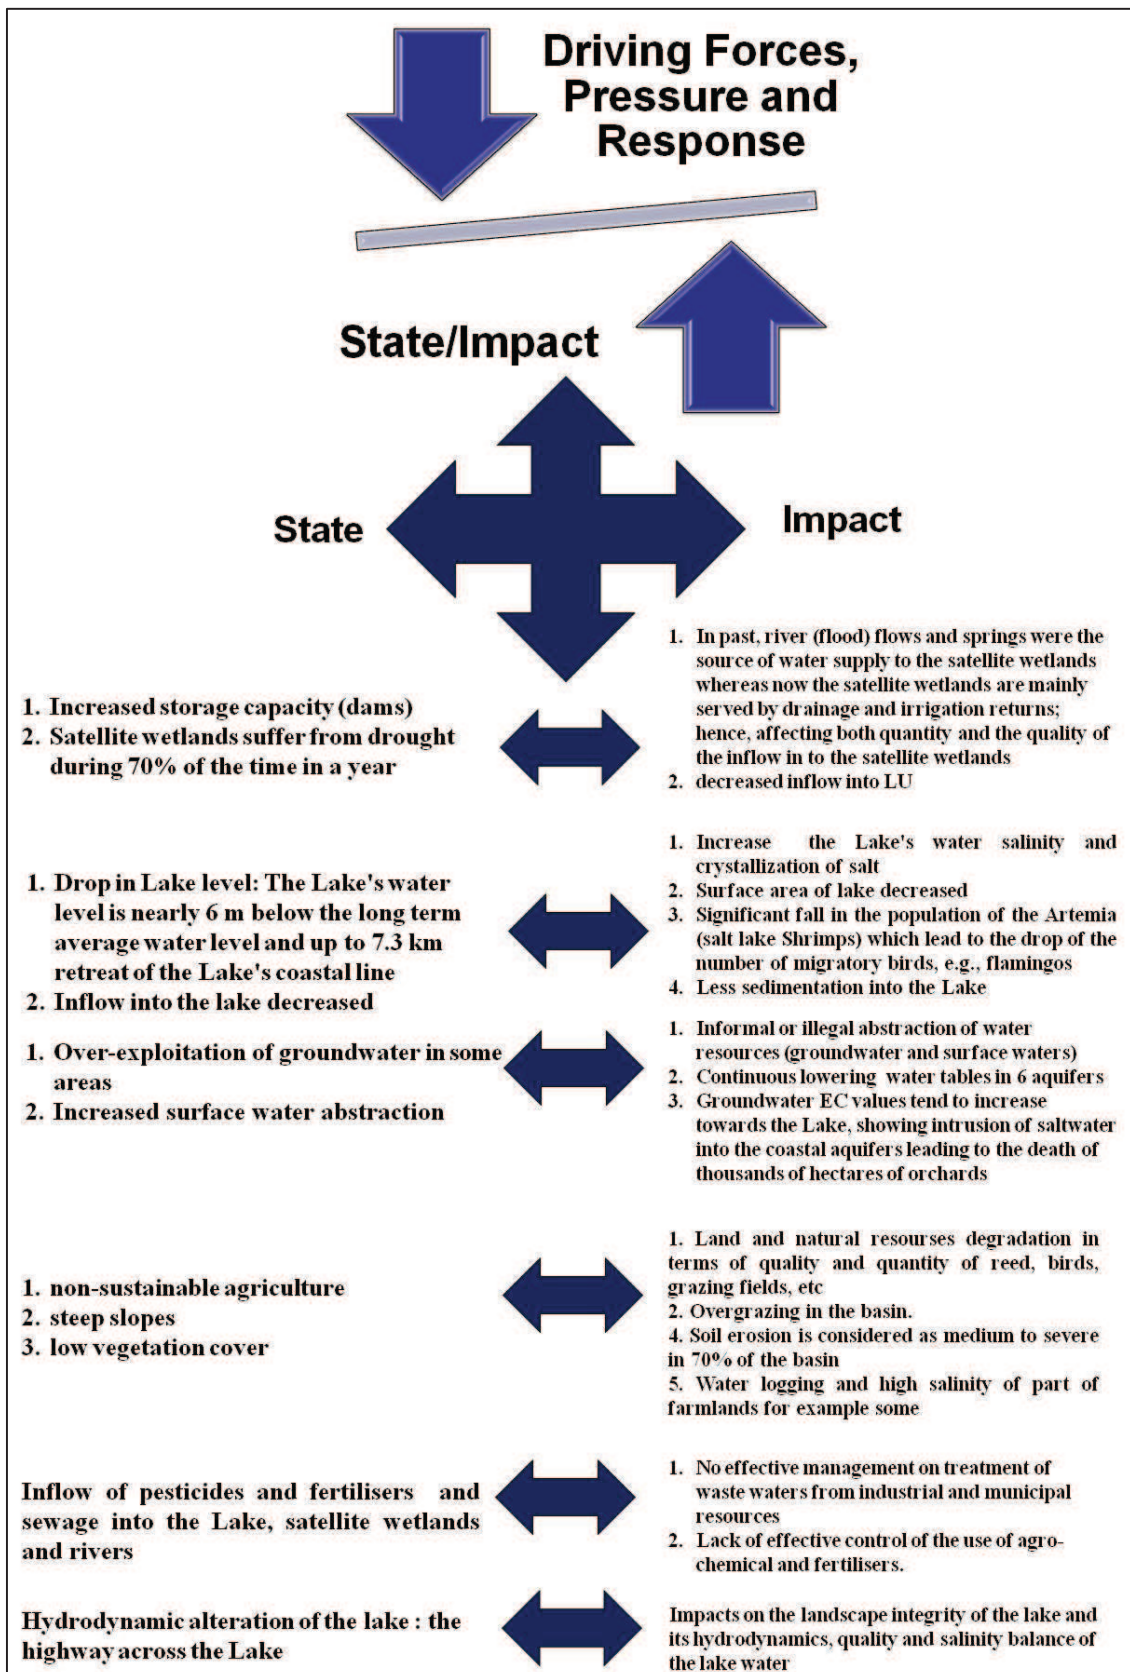 Driving Forces,
Pressure and
Response
State/Impact
State
Impact
1. Increased storage capacity (dams)
2. Satellite wetlands suffer from drought
during 70% of the time in a year
1. In past, river (flood) flows and springs were the
source of water supply to the satellite wetlands
whereas now the satellite wetlands are mainly
served by drainage and irrigation returns;
hence, affecting both quantity and the quality of
the inflow in to the satellite wetlands
2. decreased inflow into LU
1. Drop in Lake level: The Lake's water
level is nearly 6 m below the long term
average water level and up to 7.3 km
retreat of the Lake's coastal line
2. Inflow into the lake decreased
1. Increase the Lake's water salinity and
crystallization of salt
2. Surface area of lake decreased
3. Significant fall in the population of the Artemia
(salt lake Shrimps) which lead to the drop of the
number of migratory birds, e.g., flamingos
4. Less sedimentation into the Lake
1. Over-exploitation of groundwater in some
areas
2. Increased surface water abstraction
1. Informal or illegal abstraction of water
resources (groundwater and surface waters)
2. Continuous lowering water tables in 6 aquifers
3. Groundwater EC values tend to increase
towards the Lake, showing intrusion of saltwater
into the coastal aquifers leading to the death of
thousands of hectares of orchards
1. non-sustainable agriculture
2. steep slopes
3. low vegetation cover
1. Land and natural resourses degradation in
terms of quality and quantity of reed, birds,
grazing fields, etc
2. Overgrazing in the basin.
4. Soil erosion is considered as medium to severe
in 70% of the basin
5. Water logging and high salinity of part of
farmlands for example some
Inflow of pesticides and fertilisers and
sewage into the Lake, satellite wetlands
and rivers
1. No effective management on treatment of
waste waters from industrial and municipal
resources
2. Lack of effective control of the use of agro-
chemical and fertilisers.
Hydrodynamic alteration of the lake : the
highway across the Lake
Impacts on the landscape integrity of the lake and
its hydrodynamics, quality and salinity balance of
the lake water